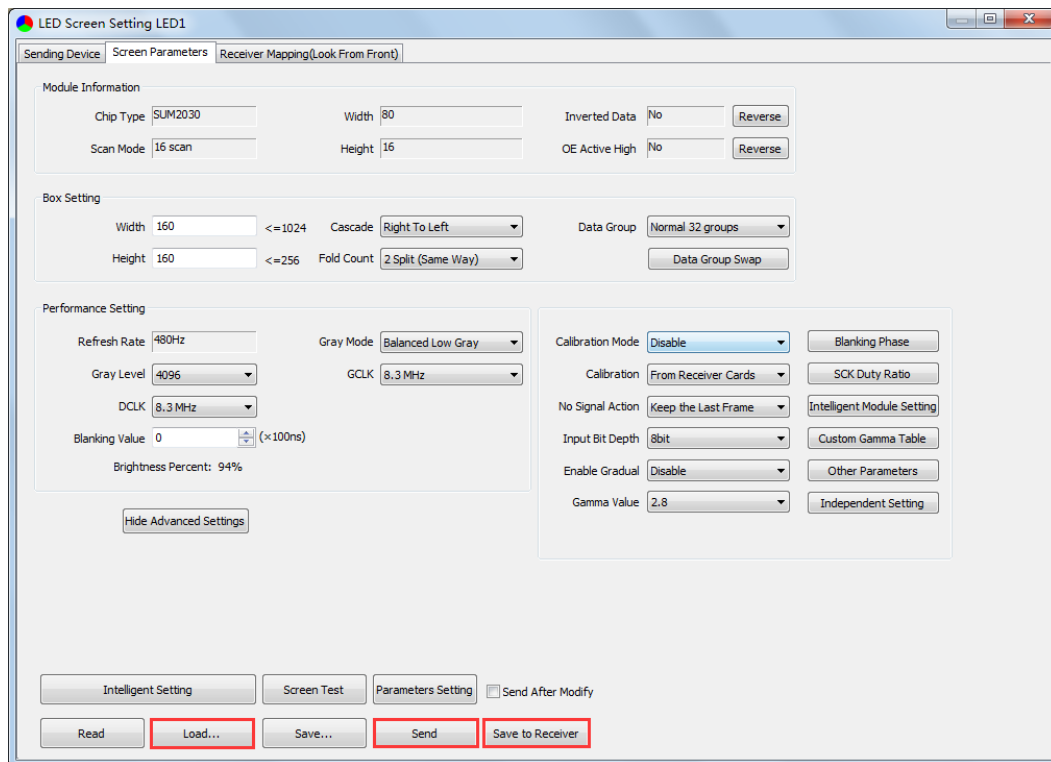 LED Screen Setting LED1
Sending Device Screen Parameters Receiver Mapping(Look From Front)
Module Information
Chip Type SUM2030 Width 80 Inverted Data No Reverse
Scan Mode 16 scan Height 16 OE Active High No Reverse
Box Setting
Width 160 <=1024 Cascade Right To Left Data Group Normal 32 groups
Height 160 <=256 Fold Count 2 Split (Same Way) Data Group Swap
Performance Setting
Refresh Rate 480Hz Gray Mode Balanced Low Gray Calibration Mode Disable Blanking Phase
Gray Level 4096 GCLK 8.3 MHz Calibration From Receiver Cards SCK Duty Ratio
DCLK 8.3 MHz No Signal Action Keep the Last Frame Intelligent Module Setting
Blanking Value 0 (×100ns) Input Bit Depth 8bit Custom Gamma Table
Brightness Percent: 94% Enable Gradual Disable Other Parameters
Gamma Value 2.8 Independent Setting
Hide Advanced Settings
Intelligent Setting Screen Test Parameters Setting Send After Modify
Read Load... Save... Send Save to Receiver